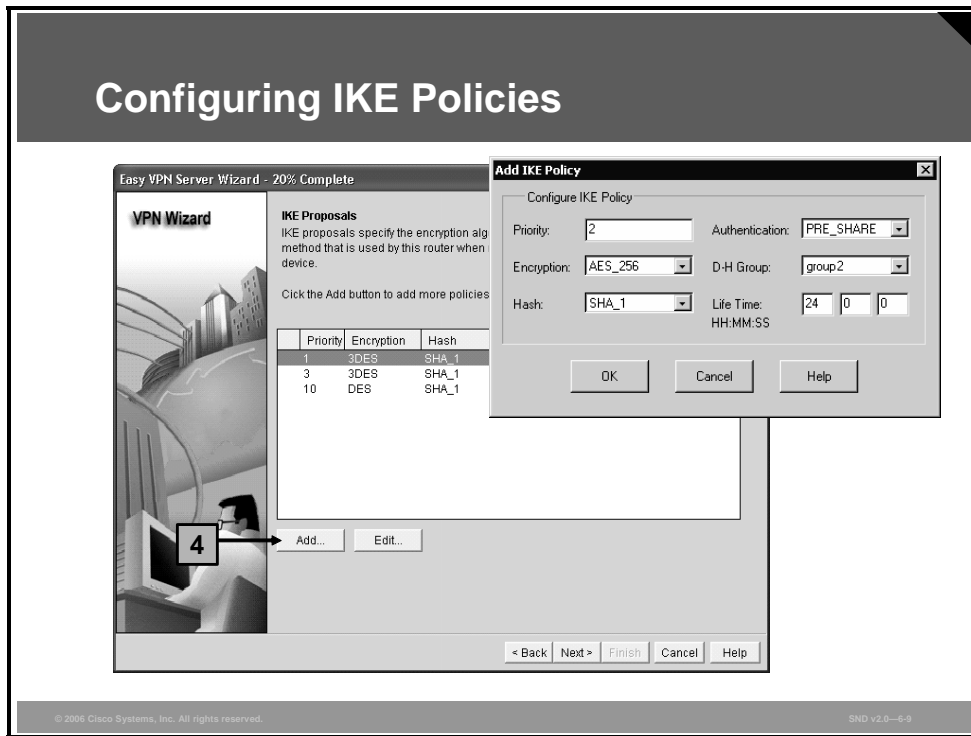 Configuring IKE Policies
Easy VPN Server Wizard - 20% Complete
VPN Wizard
IKE Proposals
IKE proposals specify the encryption alg
method that is used by this router when
device.
Click the Add button to add more policies
Priority Encryption Hash
1 3DES SHA_1
3 3DES SHA_1
10 DES SHA_1
4
Add... Edit...
< Back Next > Finish Cancel Help
Add IKE Policy
Configure IKE Policy
Priority: 2 Authentication: PRE_SHARE
Encryption: AES_256 D-H Group: group2
Hash: SHA_1 Life Time: 24 0 0
HH:MM:SS
OK Cancel Help
© 2006 Cisco Systems, Inc. All rights reserved. SND v2.0—6-9